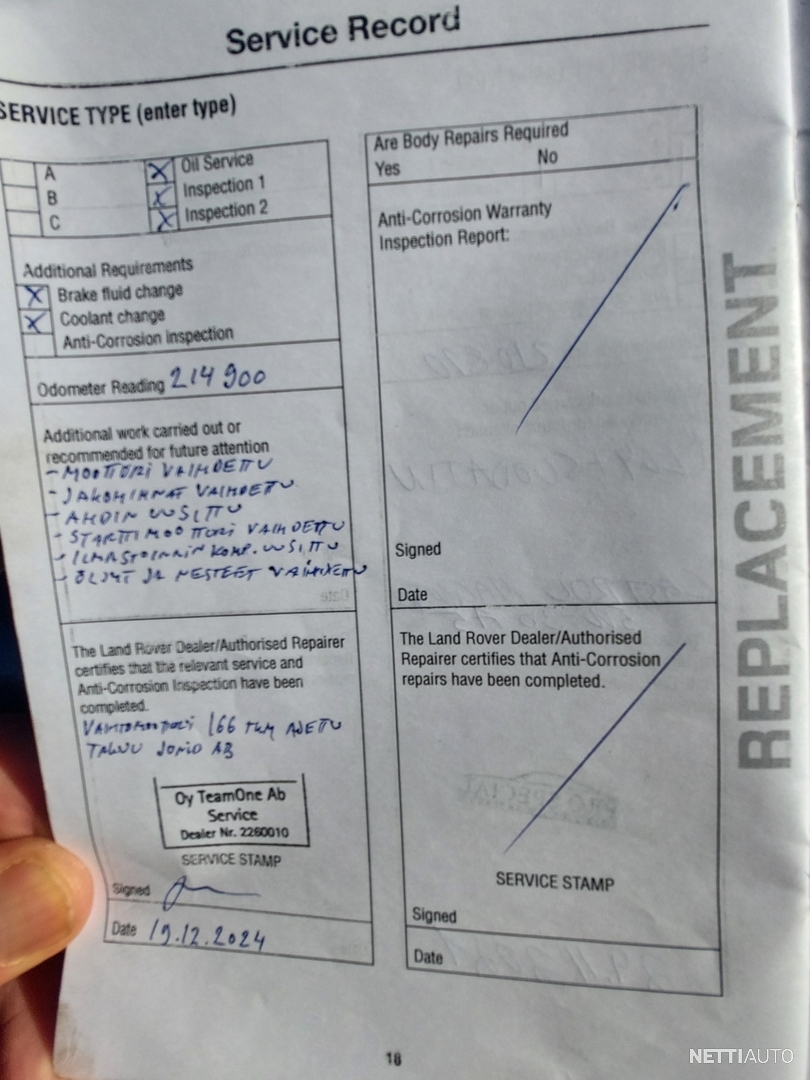 Service Record
SERVICE TYPE (enter type)
A
B
C
X Oil Service
X Inspection 1
X Inspection 2
Additional Requirements
X Brake fluid change
X Coolant change
Anti-Corrosion inspection
Odometer Reading 214 900
Additional work carried out or
recommended for future attention
- MOOTTORI VAIHDETTU
- JAKOHIHNAT VAIHDETTU
- AHDIN UUSITTU
- STARTTIMOOTTORI VAIHDETTU
- ILMASTOINNIN KOMP. UUSITTU
- ÖLJYT JA NESTEET VAIHDETTU
The Land Rover Dealer/Authorised Repairer
certifies that the relevant service and
Anti-Corrosion Inspection have been
completed.
VAIHTOMOOTTORI 166 TKM AJETTU
AB
Oy TeamOne Ab
Service
Dealer Nr. 2260010
SERVICE STAMP
Signed
Date 19.12.2024
Are Body Repairs Required
Yes No
Anti-Corrosion Warranty
Inspection Report:
Signed
Date
The Land Rover Dealer/Authorised
Repairer certifies that Anti-Corrosion
repairs have been completed.
SERVICE STAMP
Signed
Date
REPLACEMENT
18
NETTIAUTO